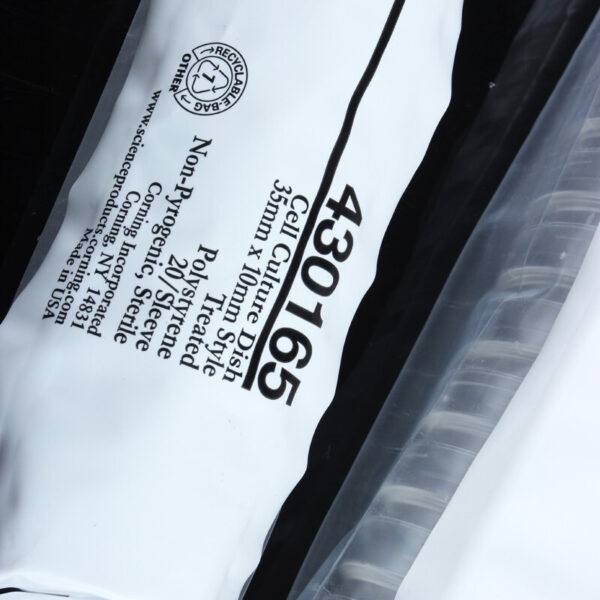 430165
Cell Culture Dish
35mm x 10mm Style
Treated
Polystyrene
20/Sleeve
Non-Pyrogenic, Sterile
Corning Incorporated
Corning, NY 14831
www.scienceproducts.corning.com
Made in USA
RECYCLABLE-BAG
7
OTHER